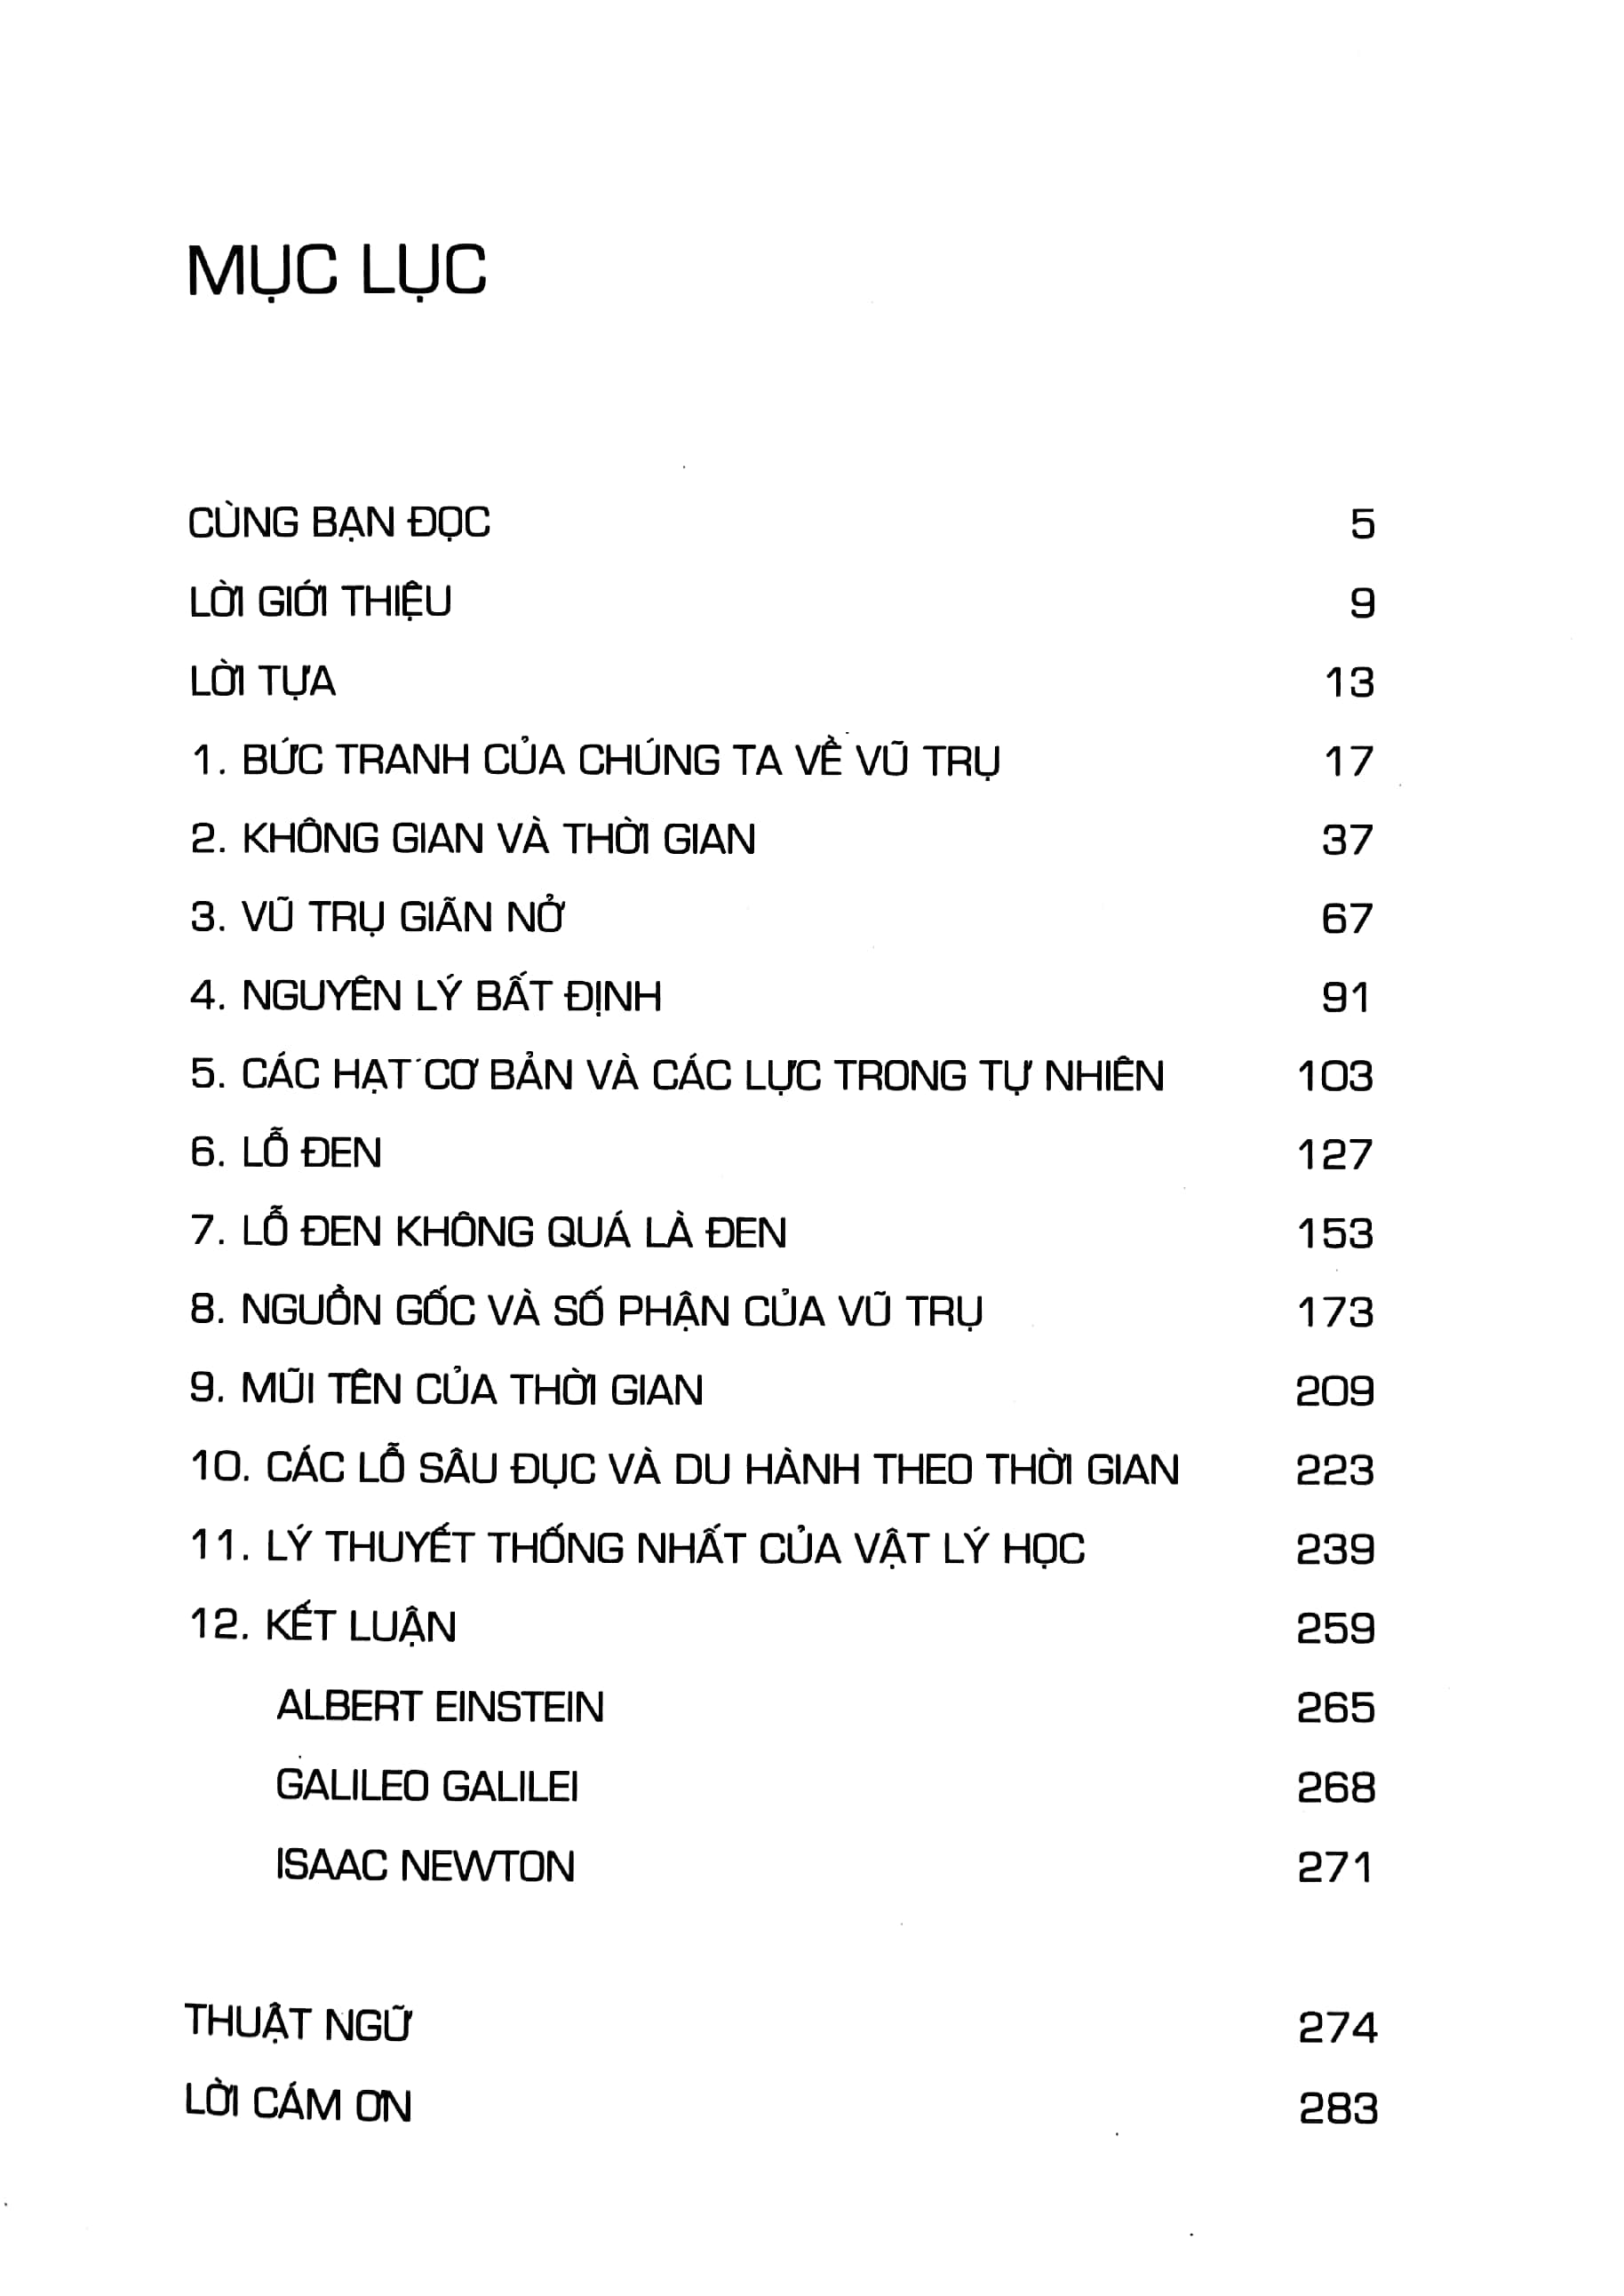 MỤC LỤC
CÙNG BẠN ĐỌC 5
LỜI GIỚI THIỆU 9
LỜI TỰA 13
1. BỨC TRANH CỦA CHÚNG TA VỀ VŨ TRỤ 17
2. KHÔNG GIAN VÀ THỜI GIAN 37
3. VŨ TRỤ GIÃN NỞ 67
4. NGUYÊN LÝ BẤT ĐỊNH 91
5. CÁC HẠT CƠ BẢN VÀ CÁC LỰC TRONG TỰ NHIÊN 103
6. LỖ ĐEN 127
7. LỖ ĐEN KHÔNG QUÁ LÀ ĐEN 153
8. NGUỒN GỐC VÀ SỐ PHẬN CỦA VŨ TRỤ 173
9. MŨI TÊN CỦA THỜI GIAN 209
10. CÁC LỖ SÂU ĐỤC VÀ DU HÀNH THEO THỜI GIAN 223
11. LÝ THUYẾT THỐNG NHẤT CỦA VẬT LÝ HỌC 239
12. KẾT LUẬN 259
ALBERT EINSTEIN 265
GALILEO GALILEI 268
ISAAC NEWTON 271
THUẬT NGỮ 274
LỜI CÁM ƠN 283